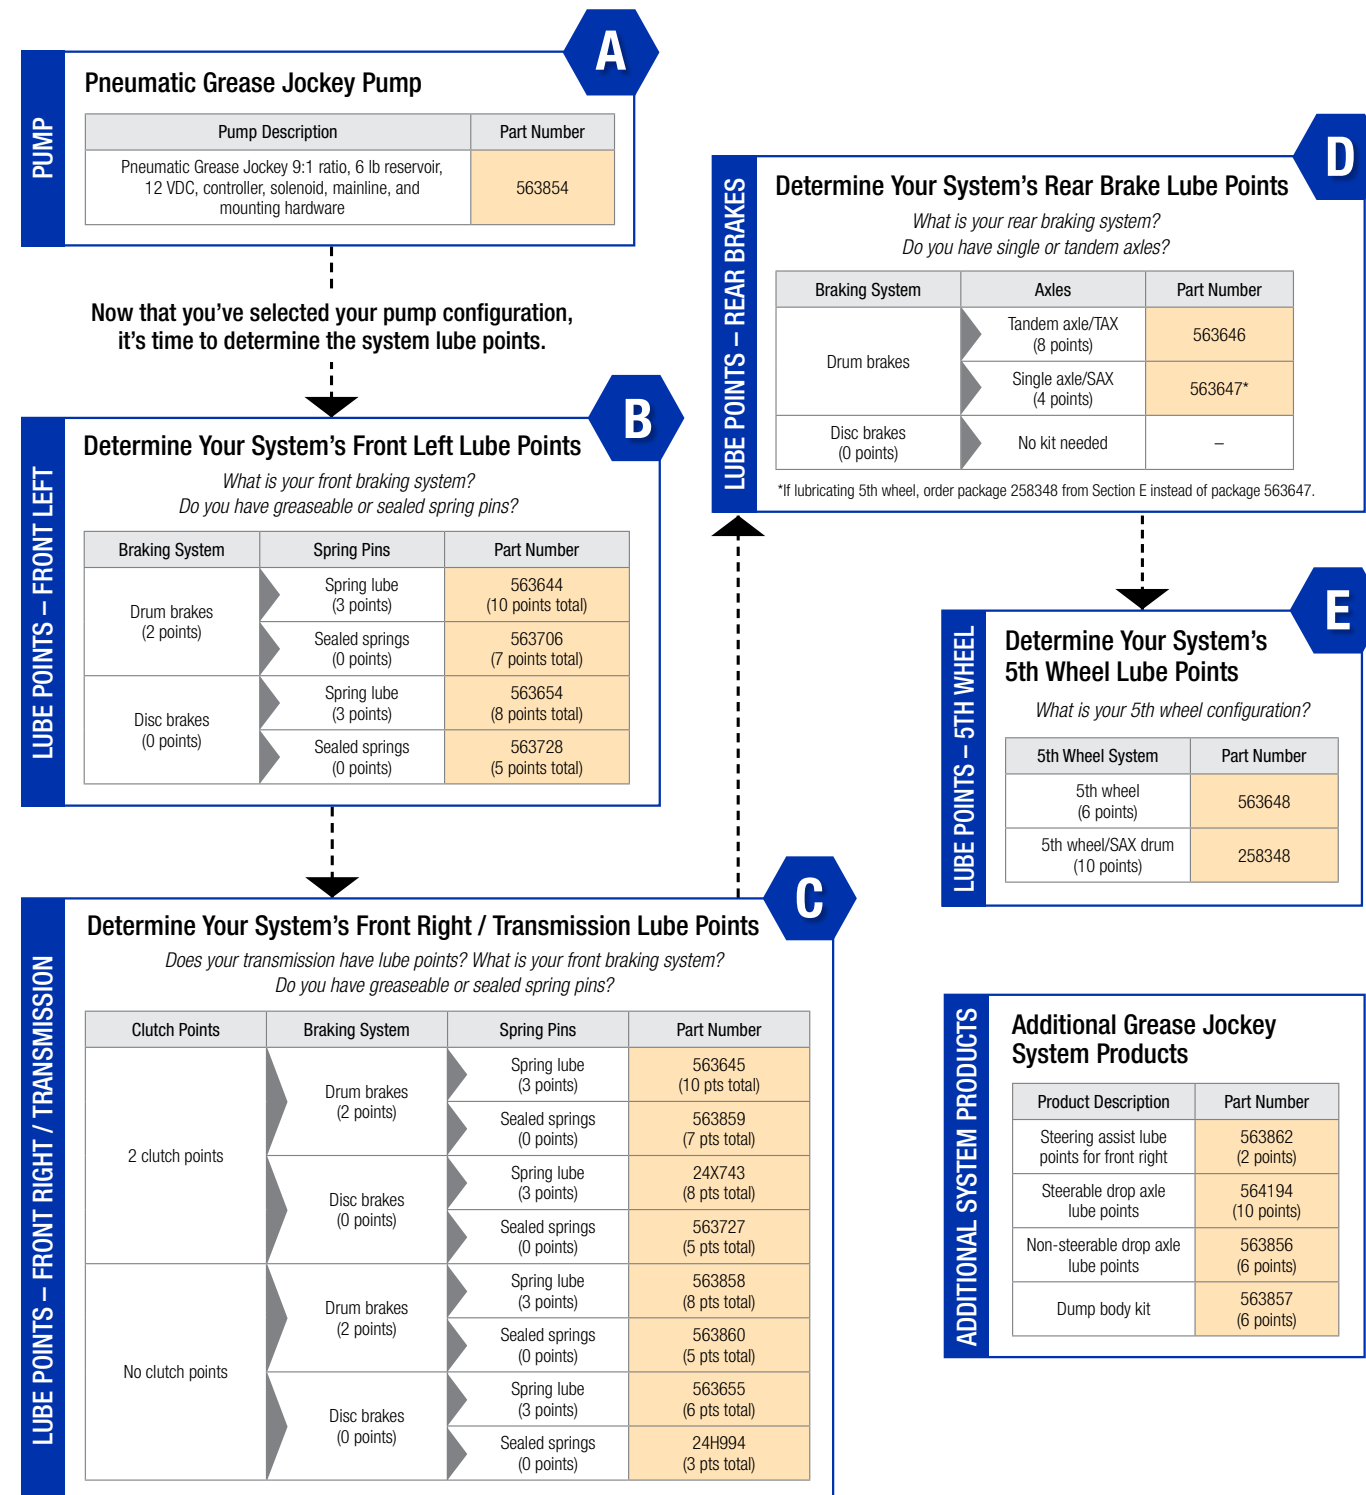 A
PUMP
Pneumatic Grease Jockey Pump
Pump Description
Part Number
Pneumatic Grease Jockey 9:1 ratio, 6 lb reservoir,
12 VDC, controller, solenoid, mainline, and
mounting hardware
563854
Now that you've selected your pump configuration,
it's time to determine the system lube points.
B
LUBE POINTS – FRONT LEFT
Determine Your System's Front Left Lube Points
What is your front braking system?
Do you have greaseable or sealed spring pins?
Braking System
Spring Pins
Part Number
Drum brakes
(2 points)
Spring lube
(3 points)
563644
(10 points total)
Sealed springs
(0 points)
563706
(7 points total)
Disc brakes
(0 points)
Spring lube
(3 points)
563654
(8 points total)
Sealed springs
(0 points)
563728
(5 points total)
C
LUBE POINTS – FRONT RIGHT / TRANSMISSION
Determine Your System's Front Right / Transmission Lube Points
Does your transmission have lube points? What is your front braking system?
Do you have greaseable or sealed spring pins?
Clutch Points
Braking System
Spring Pins
Part Number
2 clutch points
Drum brakes
(2 points)
Spring lube
(3 points)
563645
(10 pts total)
Sealed springs
(0 points)
563859
(7 pts total)
Disc brakes
(0 points)
Spring lube
(3 points)
24X743
(8 pts total)
Sealed springs
(0 points)
563727
(5 pts total)
No clutch points
Drum brakes
(2 points)
Spring lube
(3 points)
563858
(8 pts total)
Sealed springs
(0 points)
563860
(5 pts total)
Disc brakes
(0 points)
Spring lube
(3 points)
563655
(6 pts total)
Sealed springs
(0 points)
24H994
(3 pts total)
D
LUBE POINTS – REAR BRAKES
Determine Your System's Rear Brake Lube Points
What is your rear braking system?
Do you have single or tandem axles?
Braking System
Axles
Part Number
Drum brakes
Tandem axle/TAX
(8 points)
563646
Single axle/SAX
(4 points)
563647*
Disc brakes
(0 points)
No kit needed
–
*If lubricating 5th wheel, order package 258348 from Section E instead of package 563647.
E
LUBE POINTS – 5TH WHEEL
Determine Your System's
5th Wheel Lube Points
What is your 5th wheel configuration?
5th Wheel System
Part Number
5th wheel
(6 points)
563648
5th wheel/SAX drum
(10 points)
258348
ADDITIONAL SYSTEM PRODUCTS
Additional Grease Jockey
System Products
Product Description
Part Number
Steering assist lube
points for front right
563862
(2 points)
Steerable drop axle
lube points
564194
(10 points)
Non-steerable drop axle
lube points
563856
(6 points)
Dump body kit
563857
(6 points)